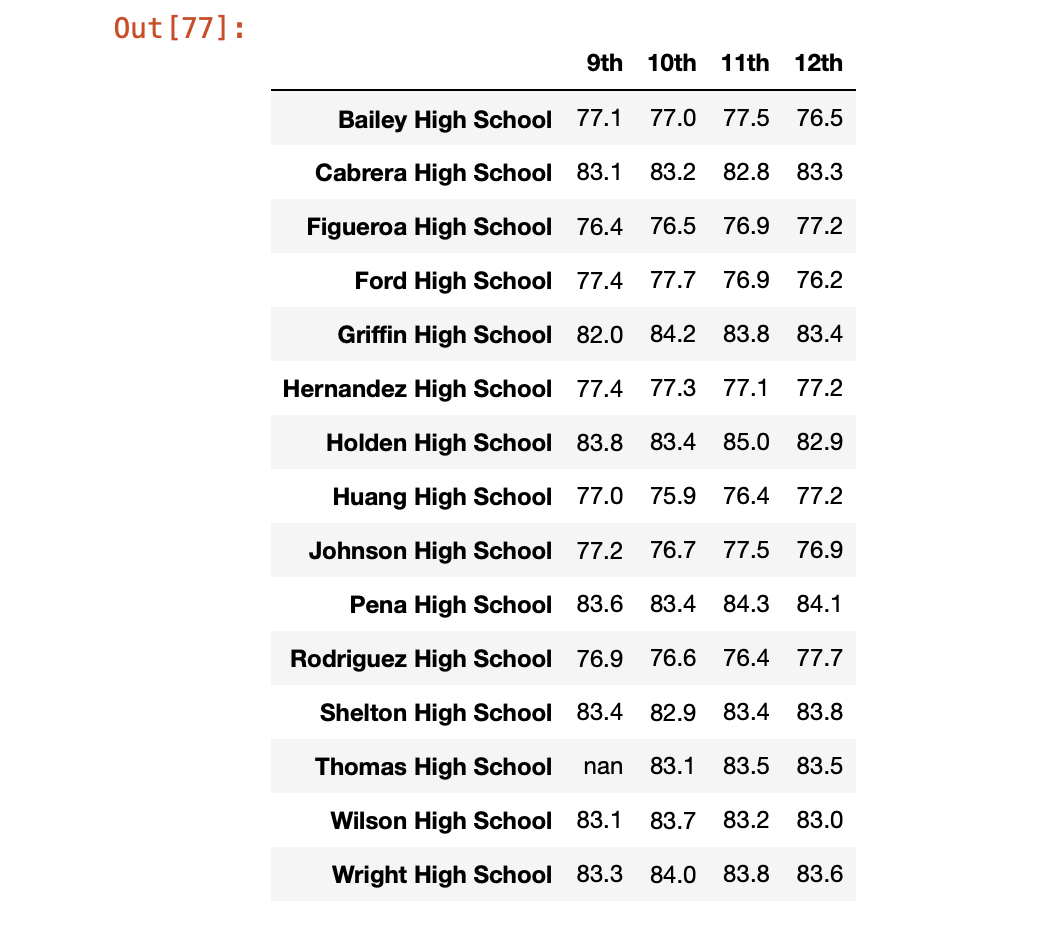 Out[77]:
9th 10th 11th 12th
Bailey High School 77.1 77.0 77.5 76.5
Cabrera High School 83.1 83.2 82.8 83.3
Figueroa High School 76.4 76.5 76.9 77.2
Ford High School 77.4 77.7 76.9 76.2
Griffin High School 82.0 84.2 83.8 83.4
Hernandez High School 77.4 77.3 77.1 77.2
Holden High School 83.8 83.4 85.0 82.9
Huang High School 77.0 75.9 76.4 77.2
Johnson High School 77.2 76.7 77.5 76.9
Pena High School 83.6 83.4 84.3 84.1
Rodriguez High School 76.9 76.6 76.4 77.7
Shelton High School 83.4 82.9 83.4 83.8
Thomas High School nan 83.1 83.5 83.5
Wilson High School 83.1 83.7 83.2 83.0
Wright High School 83.3 84.0 83.8 83.6